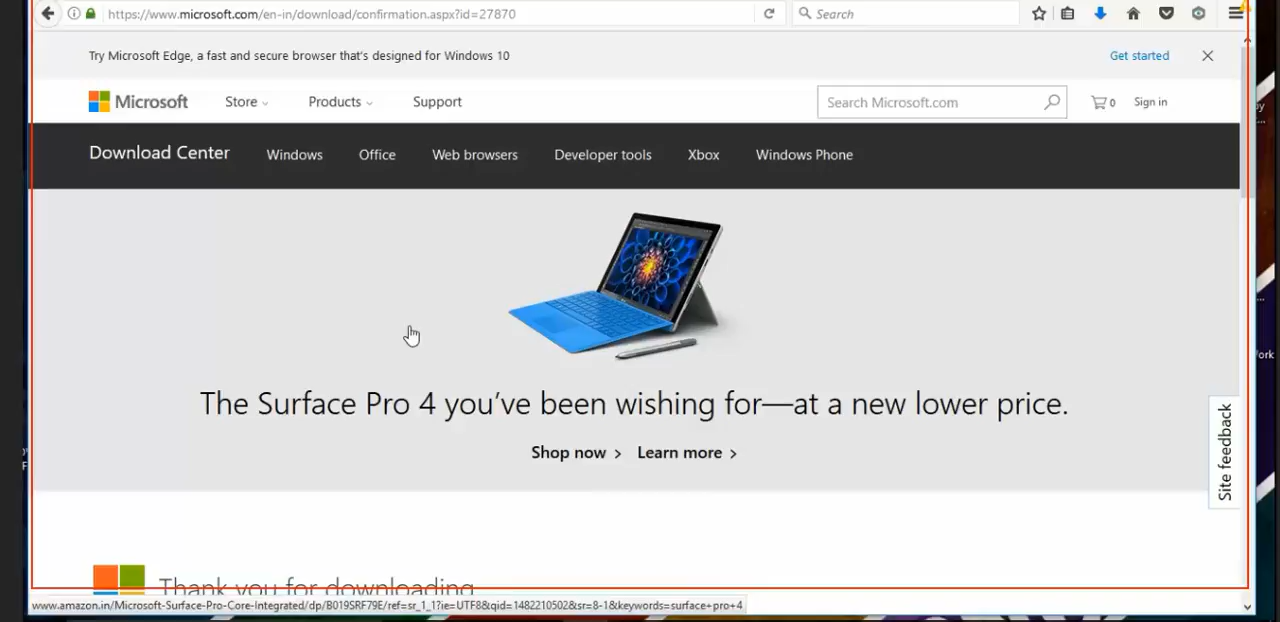 https://www.microsoft.com/en-in/download/confirmation.aspx?id=27870
Search
Try Microsoft Edge, a fast and secure browser that's designed for Windows 10
Get started
Microsoft
Store
Products
Support
Search Microsoft.com
0
Sign in
Download Center
Windows
Office
Web browsers
Developer tools
Xbox
Windows Phone
The Surface Pro 4 you've been wishing for—at a new lower price.
Shop now >
Learn more >
Site feedback
Thank you for downloading
www.amazon.in/Microsoft-Surface-Pro-Core-Integrated/dp/B019SRF79E/ref=sr_1_1?ie=UTF8&qid=1482210502&sr=8-1&keywords=surface+pro+4